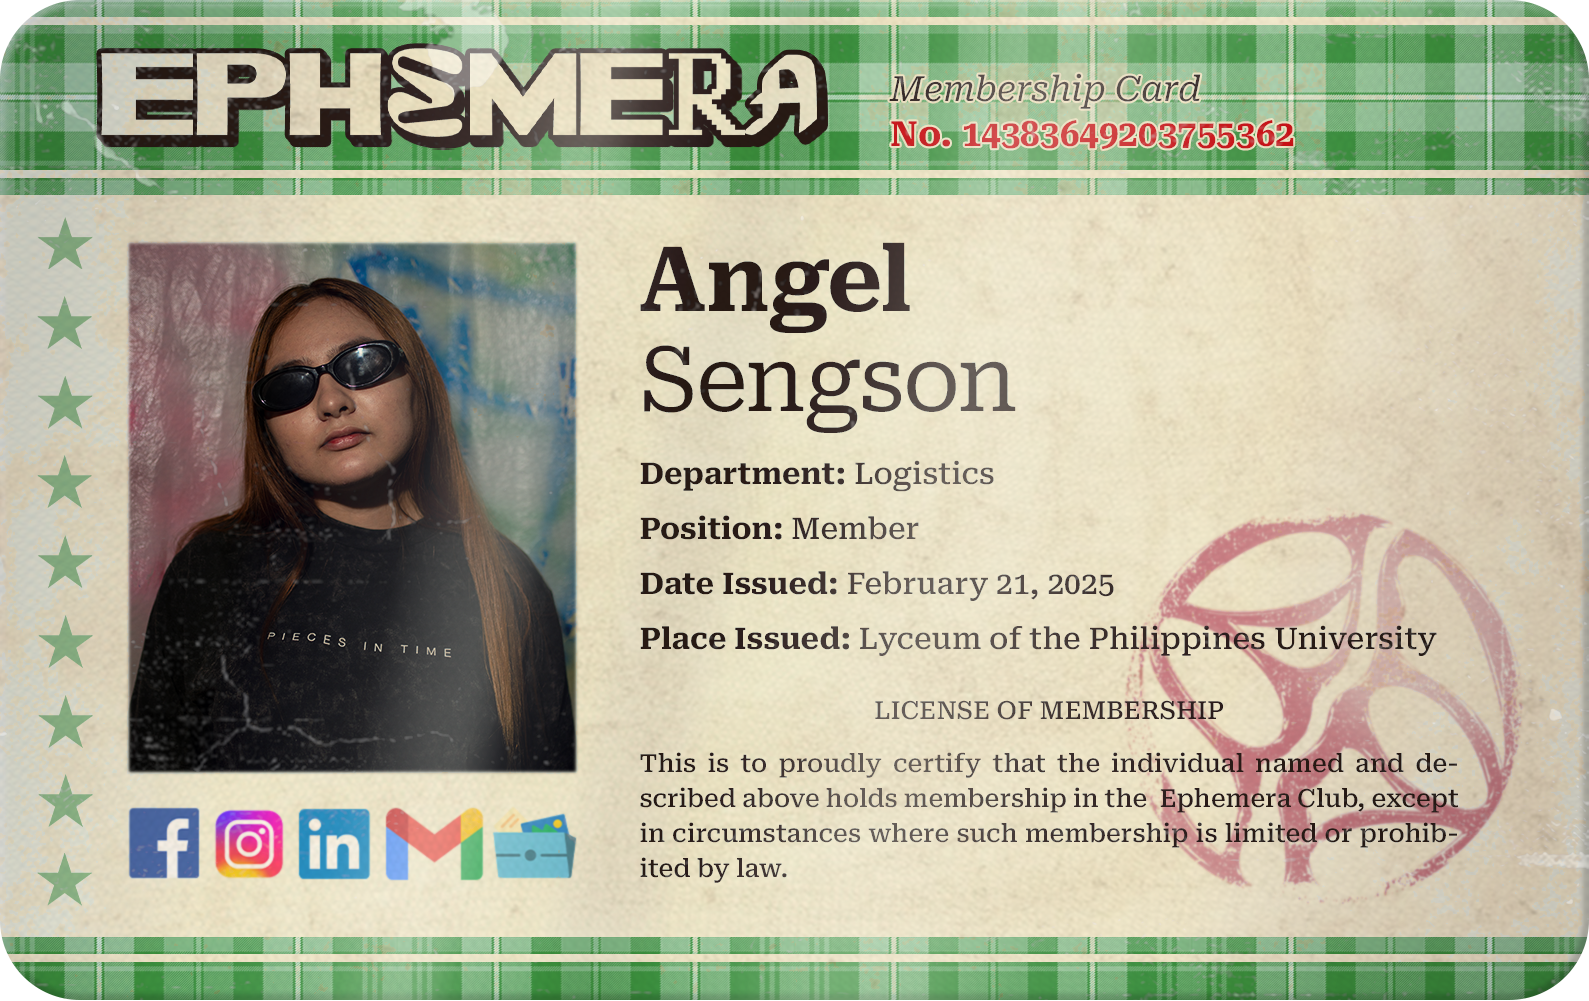 EPHEMERA
Membership Card
No. 14383649203755362
Angel
Sengson
Department: Logistics
Position: Member
Date Issued: February 21, 2025
Place Issued: Lyceum of the Philippines University
PIECES IN TIME
LICENSE OF MEMBERSHIP
This is to proudly certify that the individual named and de-
scribed above holds membership in the Ephemera Club, except
in circumstances where such membership is limited or prohib-
ited by law.
f
in